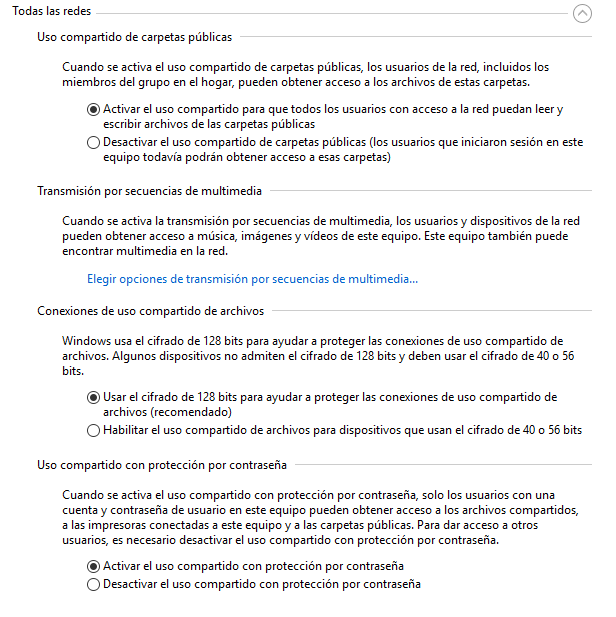 Todas las redes
Uso compartido de carpetas públicas
Cuando se activa el uso compartido de carpetas públicas, los usuarios de la red, incluidos los
miembros del grupo en el hogar, pueden obtener acceso a los archivos de estas carpetas.
Activar el uso compartido para que todos los usuarios con acceso a la red puedan leer y
escribir archivos de las carpetas públicas
Desactivar el uso compartido de carpetas públicas (los usuarios que iniciaron sesión en este
equipo todavía podrán obtener acceso a esas carpetas)
Transmisión por secuencias de multimedia
Cuando se activa la transmisión por secuencias de multimedia, los usuarios y dispositivos de la red
pueden obtener acceso a música, imágenes y vídeos de este equipo. Este equipo también puede
encontrar multimedia en la red.
Elegir opciones de transmisión por secuencias de multimedia...
Conexiones de uso compartido de archivos
Windows usa el cifrado de 128 bits para ayudar a proteger las conexiones de uso compartido de
archivos. Algunos dispositivos no admiten el cifrado de 128 bits y deben usar el cifrado de 40 o 56
bits.
Usar el cifrado de 128 bits para ayudar a proteger las conexiones de uso compartido de
archivos (recomendado)
Habilitar el uso compartido de archivos para dispositivos que usan el cifrado de 40 o 56 bits
Uso compartido con protección por contraseña
Cuando se activa el uso compartido con protección por contraseña, solo los usuarios con una
cuenta y contraseña de usuario en este equipo pueden obtener acceso a los archivos compartidos,
a las impresoras conectadas a este equipo y a las carpetas públicas. Para dar acceso a otros
usuarios, es necesario desactivar el uso compartido con protección por contraseña.
Activar el uso compartido con protección por contraseña
Desactivar el uso compartido con protección por contraseña